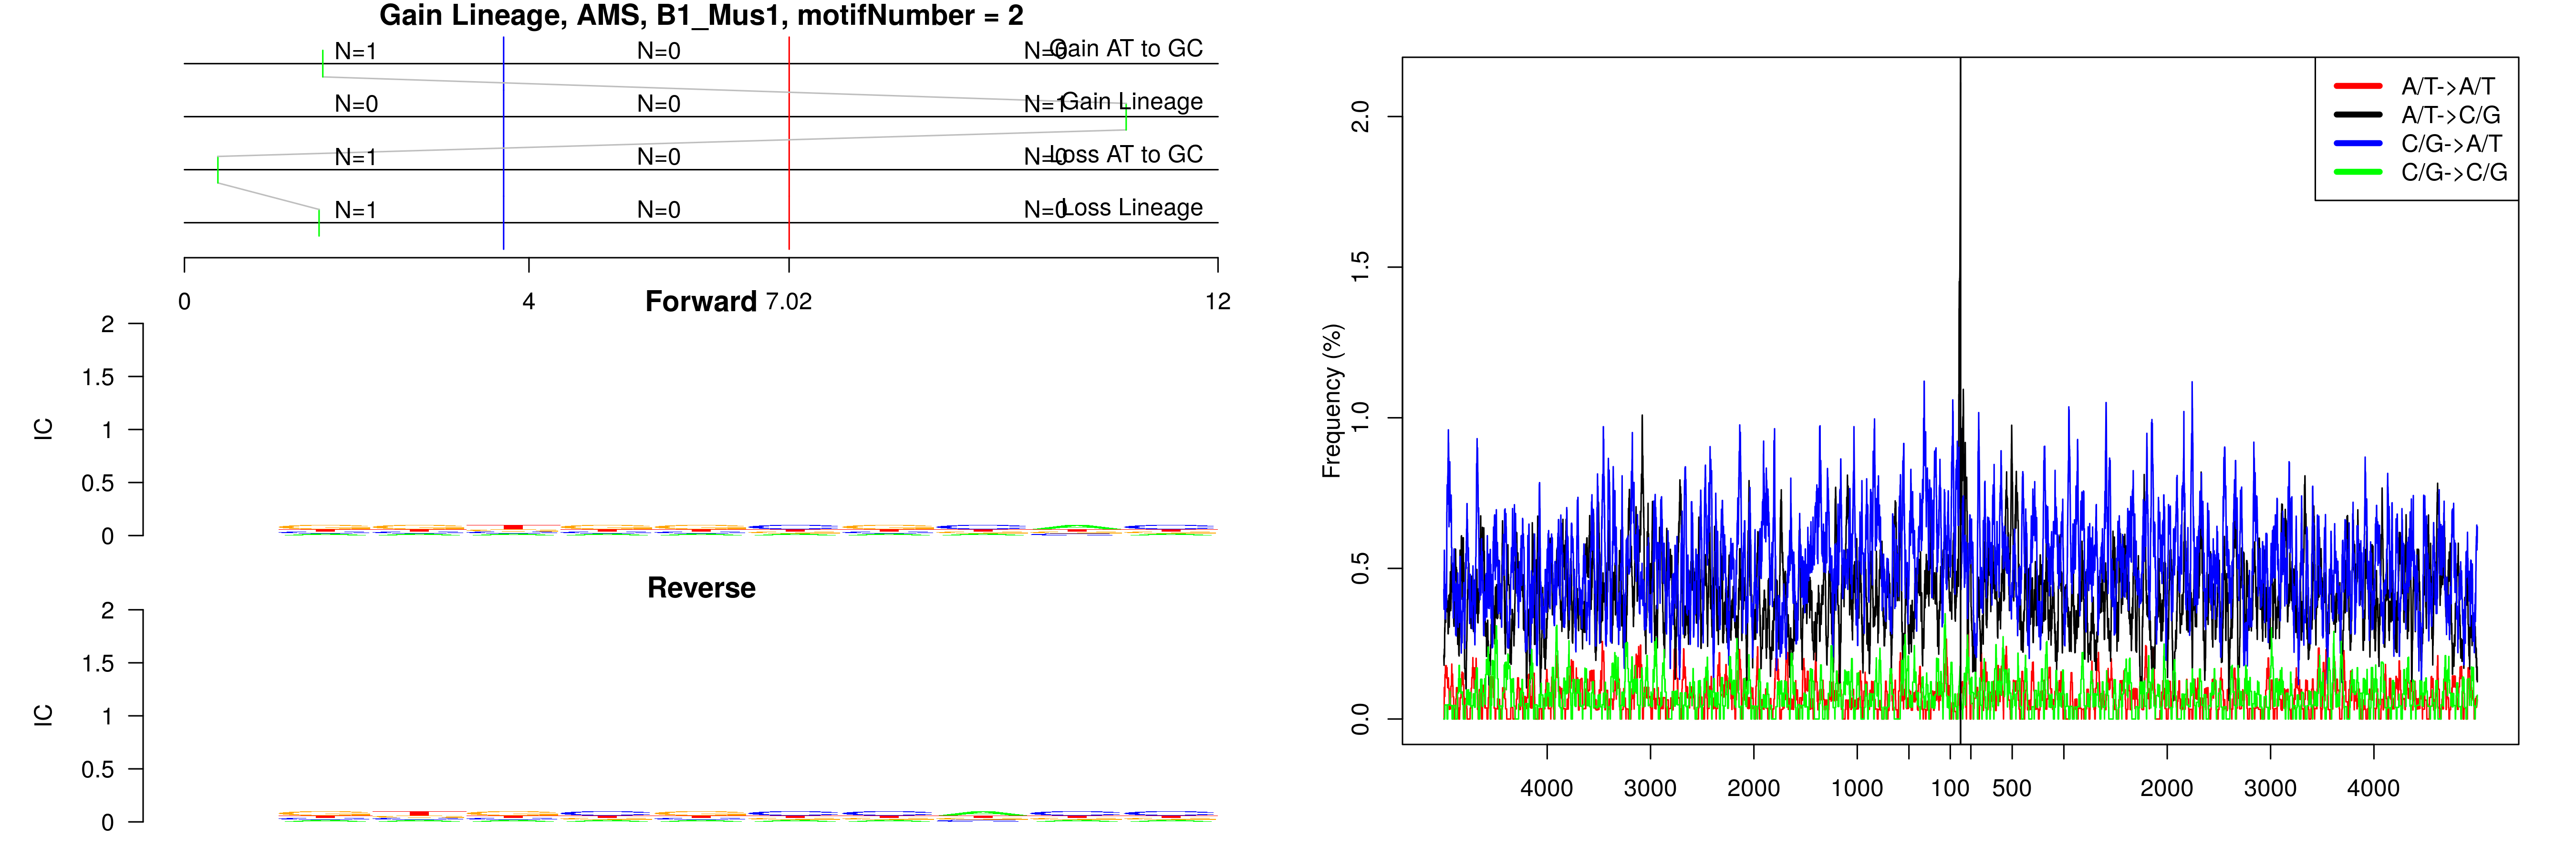 Gain Lineage, AMS, B1_Mus1, motifNumber = 2
N=1 N=0 N=0 Gain AT to GC
N=0 N=0 N=1 Gain Lineage
N=1 N=0 N=0 Loss AT to GC
N=1 N=0 N=0 Loss Lineage
0 4 7.02 12
Forward
2
1.5
1
0.5
0
IC
Reverse
2
1.5
1
0.5
0
IC
A/T->A/T
A/T->C/G
C/G->A/T
C/G->C/G
Frequency (%)
2.0
1.5
1.0
0.5
0.0
4000 3000 2000 1000 100 500 2000 3000 4000